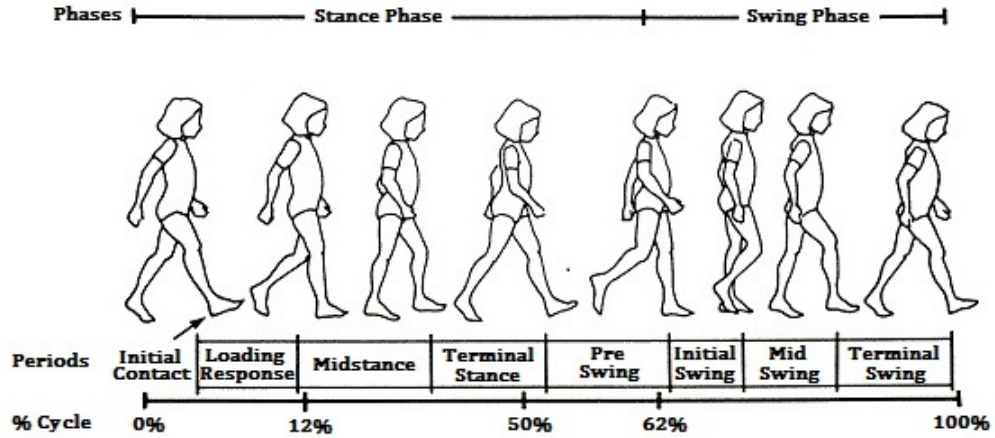 Phases Stance Phase Swing Phase
Periods Initial Contact Loading Response Midstance Terminal Stance Pre Swing Initial Swing Mid Swing Terminal Swing
% Cycle 0% 12% 50% 62% 100%